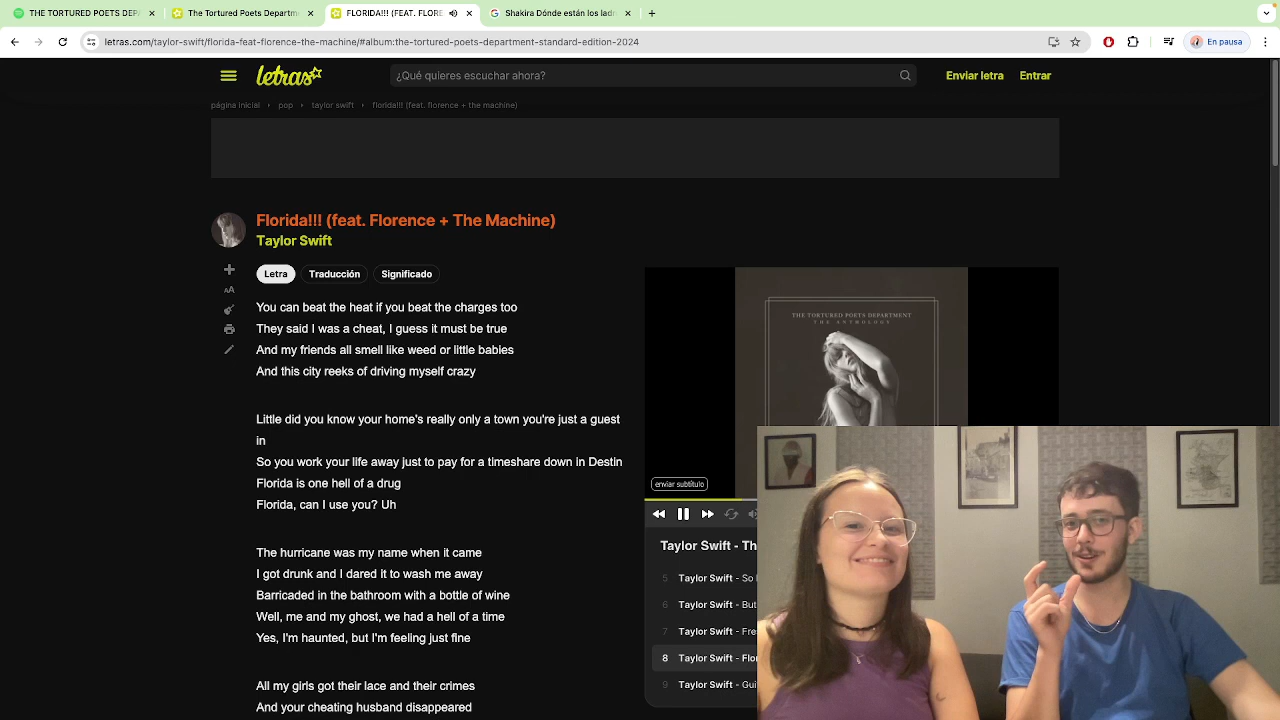 THE TORTURED POETS DEPA
The Tortured Poets Departm
FLORIDA!!! (FEAT. FLORE
Shakira Dónde están los ladr
letras.com/taylor-swift/florida-feat-florence-the-machine/#album:the-tortured-poets-department-standard-edition-2024
En pausa
letras
¿Qué quieres escuchar ahora?
Enviar letra
Entrar
página inicial › pop › taylor swift › florida!!! (feat. florence + the machine)
Florida!!! (feat. Florence + The Machine)
Taylor Swift
Letra
Traducción
Significado
AA
You can beat the heat if you beat the charges too
They said I was a cheat, I guess it must be true
And my friends all smell like weed or little babies
And this city reeks of driving myself crazy
Little did you know your home's really only a town you're just a guest
in
So you work your life away just to pay for a timeshare down in Destin
Florida is one hell of a drug
Florida, can I use you? Uh
The hurricane was my name when it came
I got drunk and I dared it to wash me away
Barricaded in the bathroom with a bottle of wine
Well, me and my ghost, we had a hell of a time
Yes, I'm haunted, but I'm feeling just fine
All my girls got their lace and their crimes
And your cheating husband disappeared
THE TORTURED POETS DEPARTMENT
THE ANTHOLOGY
enviar subtítulo
Taylor Swift - Th
5 Taylor Swift - So
6 Taylor Swift - But
7 Taylor Swift - Fre
8 Taylor Swift - Flor
9 Taylor Swift - Gui